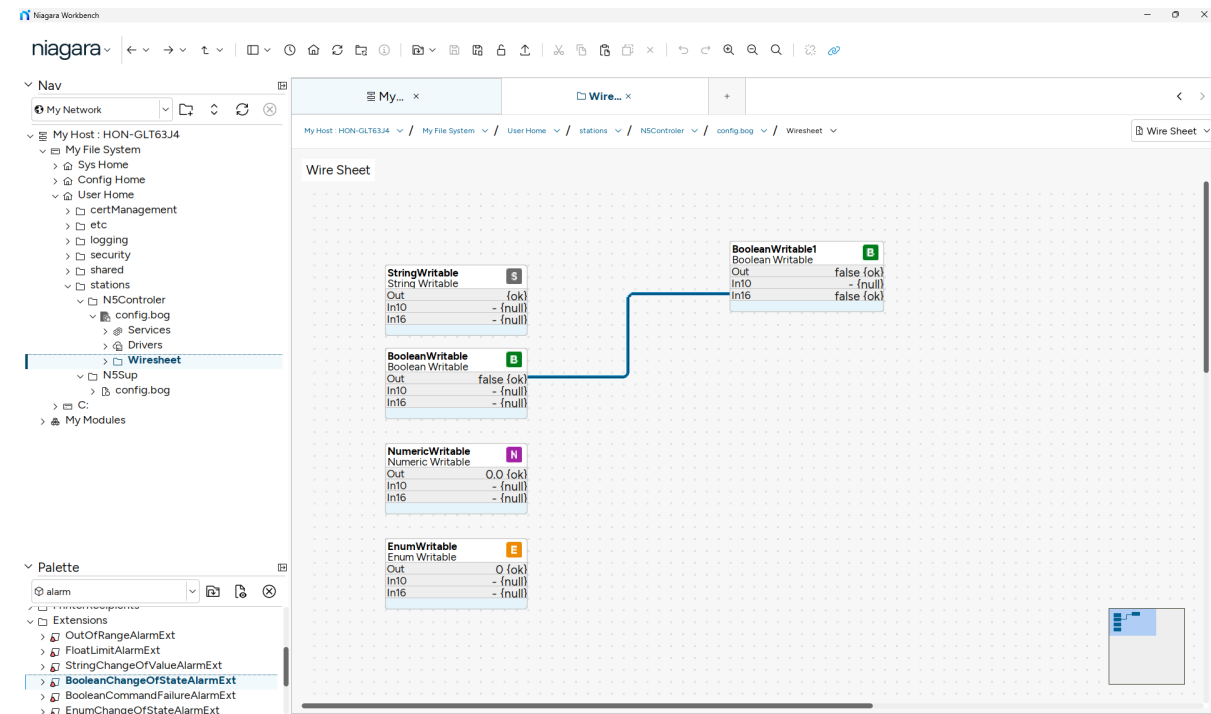 Niagara Workbench
niagara
Nav
My Network
My Host : HON-GLT63J4
My File System
Sys Home
Config Home
User Home
certManagement
etc
logging
security
shared
stations
N5Controler
config.bog
Services
Drivers
Wiresheet
N5Sup
config.bog
C:
My Modules
Palette
alarm
Extensions
OutOfRangeAlarmExt
FloatLimitAlarmExt
StringChangeOfValueAlarmExt
BooleanChangeOfStateAlarmExt
BooleanCommandFailureAlarmExt
EnumChangeOfStateAlarmExt
My... × Wire... × +
My Host : HON-GLT63J4 / My File System / User Home / stations / N5Controler / config.bog / Wiresheet
Wire Sheet
Wire Sheet
StringWritable S
String Writable
Out {ok}
In10 - {null}
In16 - {null}
BooleanWritable B
Boolean Writable
Out false {ok}
In10 - {null}
In16 - {null}
NumericWritable N
Numeric Writable
Out 0.0 {ok}
In10 - {null}
In16 - {null}
EnumWritable E
Enum Writable
Out 0 {ok}
In10 - {null}
In16 - {null}
BooleanWritable1 B
Boolean Writable
Out false {ok}
In10 - {null}
In16 false {ok}